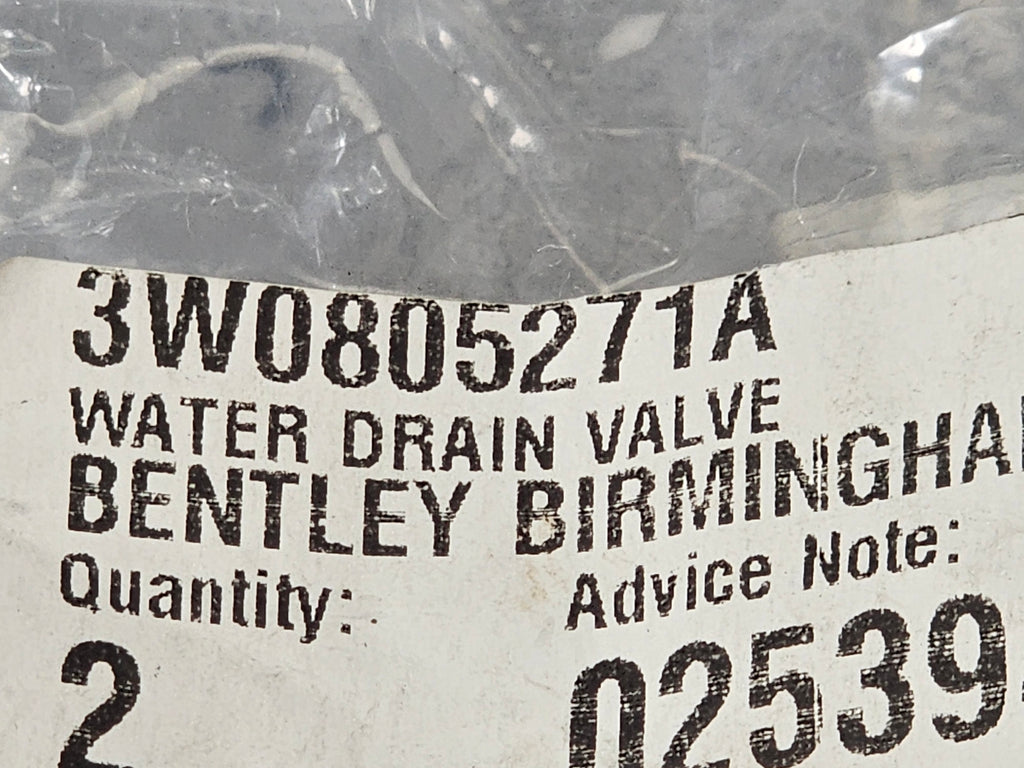 3W0805271A
WATER DRAIN VALVE
BENTLEY BIRMINGHA
Quantity: Advice Note:
2 02539